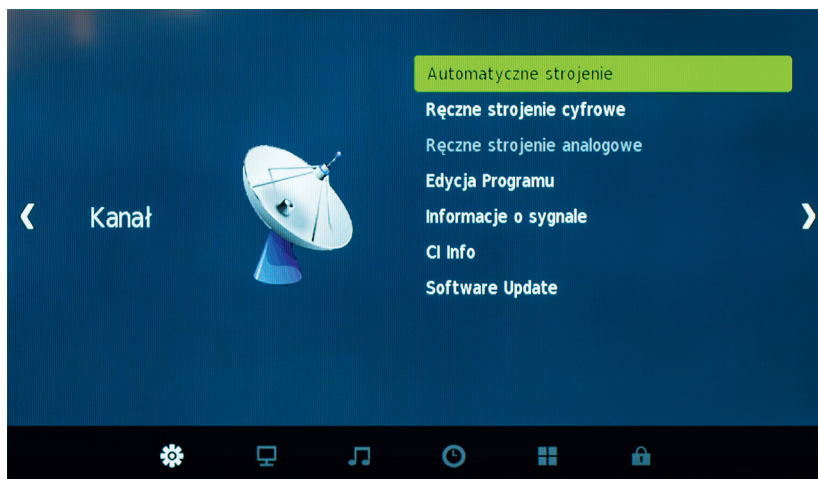 Kanał
Automatyczne strojenie
Ręczne strojenie cyfrowe
Ręczne strojenie analogowe
Edycja Programu
Informacje o sygnale
CI Info
Software Update